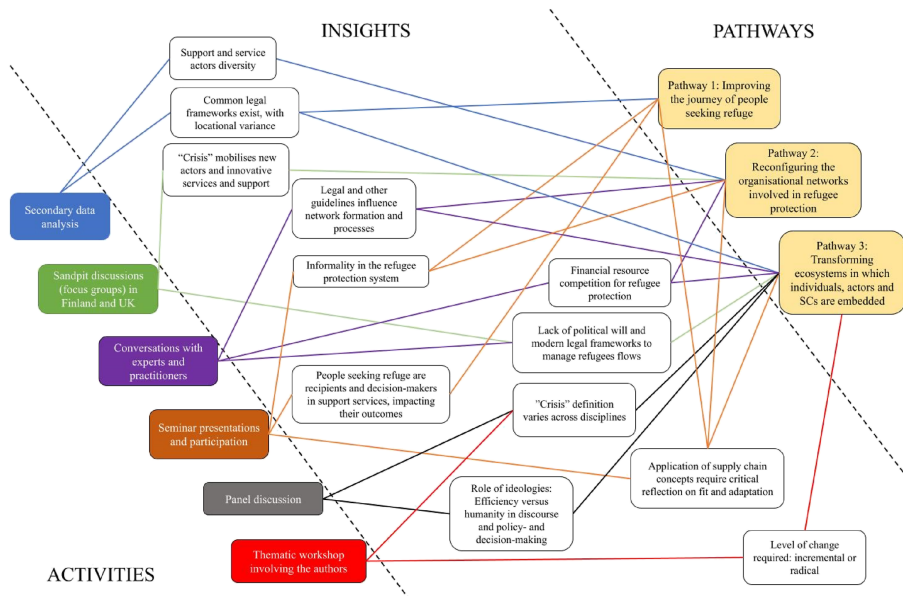 INSIGHTS
PATHWAYS
Support and service
actors diversity
Common legal
frameworks exist, with
locational variance
"Crisis" mobilises new
actors and innovative
services and support
Secondary data
analysis
Legal and other
guidelines influence
network formation and
processes
Pathway 1: Improving
the journey of people
seeking refuge
Pathway 2:
Reconfiguring the
organisational networks
involved in refugee
protection
Pathway 3:
Transforming
ecosystems in which
individuals, actors and
SCs are embedded
Informality in the refugee
protection system
Financial resource
competition for refugee
protection
Sandpit discussions
(focus groups) in
Finland and UK
Lack of political will and
modern legal frameworks to
manage refugees flows
Conversations with
experts and
practitioners
People seeking refuge are
recipients and decision-makers
in support services, impacting
their outcomes
"Crisis" definition
varies across disciplines
Seminar presentations
and participation
Application of supply chain
concepts require critical
reflection on fit and adaptation
Panel discussion
Role of ideologies:
Efficiency versus
humanity in discourse
and policy- and
decision-making
Thematic workshop
involving the authors
Level of change
required: incremental or
radical
ACTIVITIES